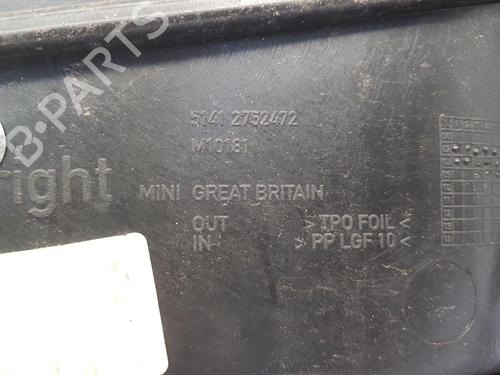 B-PARTS
5141 2752472
M10181
right
MINI GREAT BRITAIN
OUT >TPO FOIL<
IN >PP LGF 10<